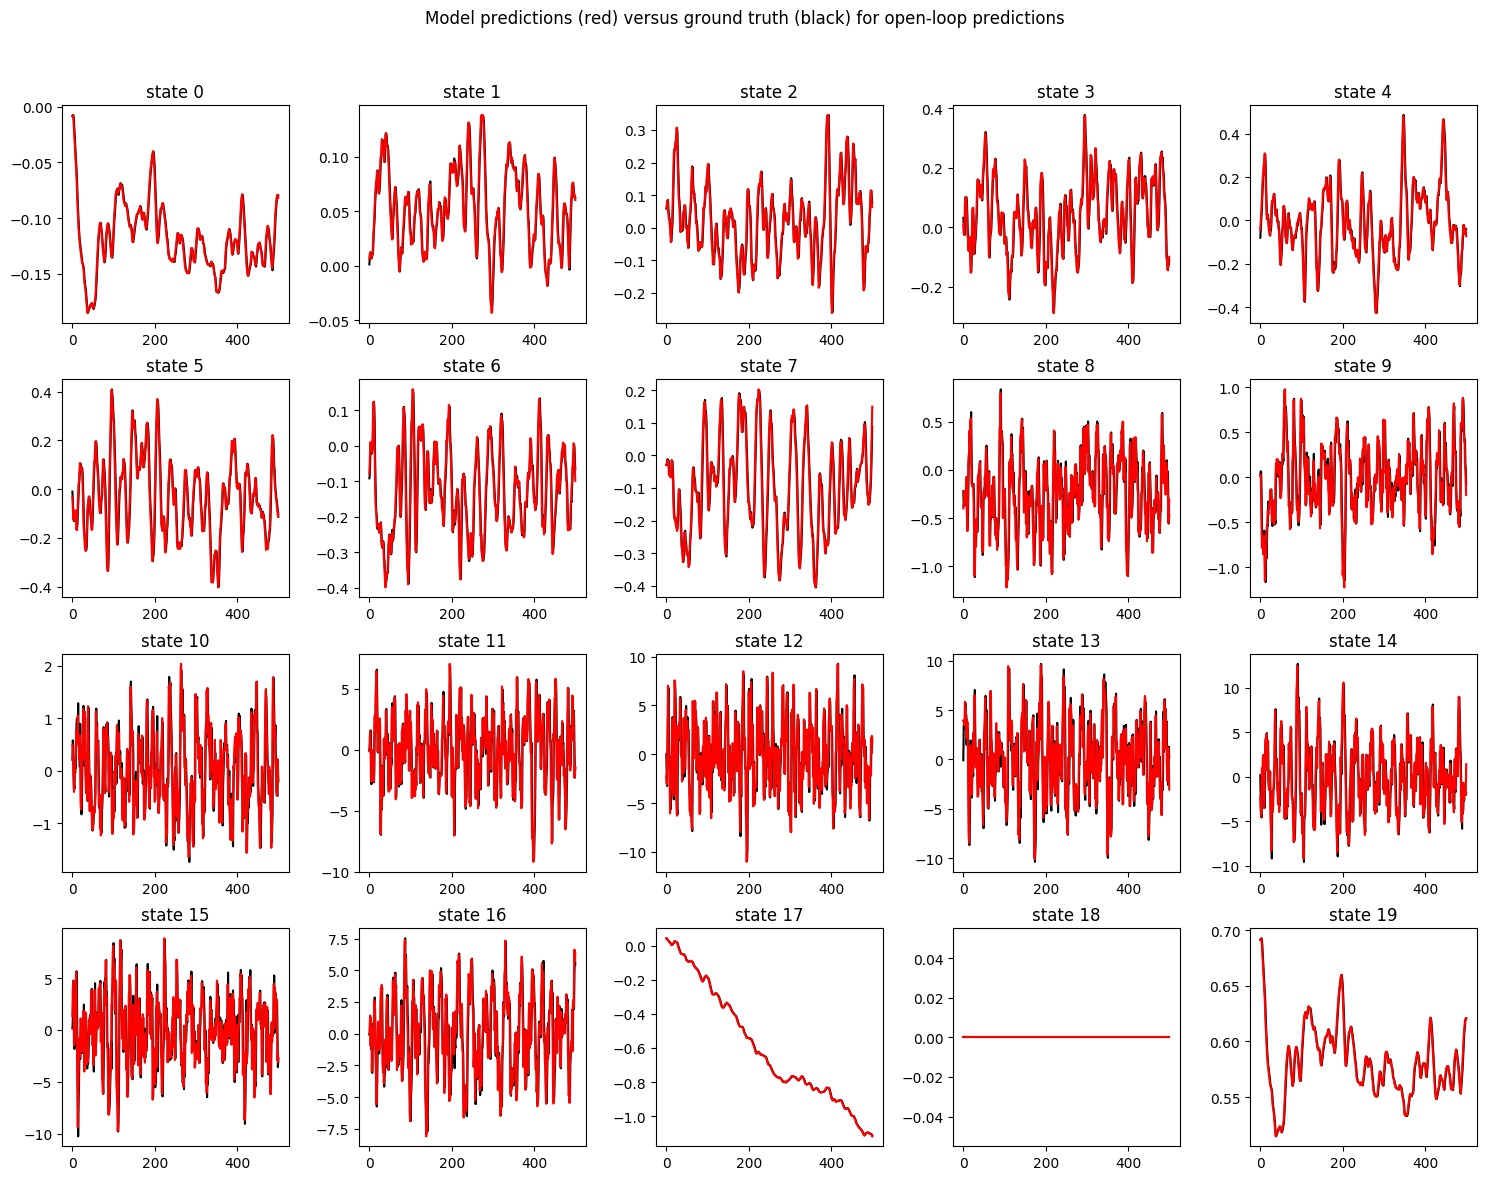 Model predictions (red) versus ground truth (black) for open-loop predictions
state 0
state 1
state 2
state 3
state 4
0.00
−0.05
−0.10
−0.15
0 200 400
0.10
0.05
0.00
−0.05
0 200 400
0.3
0.2
0.1
0.0
−0.1
−0.2
0 200 400
0.4
0.2
0.0
−0.2
0 200 400
0.4
0.2
0.0
−0.2
−0.4
0 200 400
state 5
state 6
state 7
state 8
state 9
0.4
0.2
0.0
−0.2
−0.4
0 200 400
0.1
0.0
−0.1
−0.2
−0.3
−0.4
0 200 400
0.2
0.1
0.0
−0.1
−0.2
−0.3
−0.4
0 200 400
0.5
0.0
−0.5
−1.0
0 200 400
1.0
0.5
0.0
−0.5
−1.0
0 200 400
state 10
state 11
state 12
state 13
state 14
2
1
0
−1
0 200 400
5
0
−5
−10
0 200 400
10
5
0
−5
−10
0 200 400
10
5
0
−5
−10
0 200 400
10
5
0
−5
−10
0 200 400
state 15
state 16
state 17
state 18
state 19
5
0
−5
−10
0 200 400
7.5
5.0
2.5
0.0
−2.5
−5.0
−7.5
0 200 400
0.0
−0.2
−0.4
−0.6
−0.8
−1.0
0 200 400
0.04
0.02
0.00
−0.02
−0.04
0 200 400
0.70
0.65
0.60
0.55
0 200 400